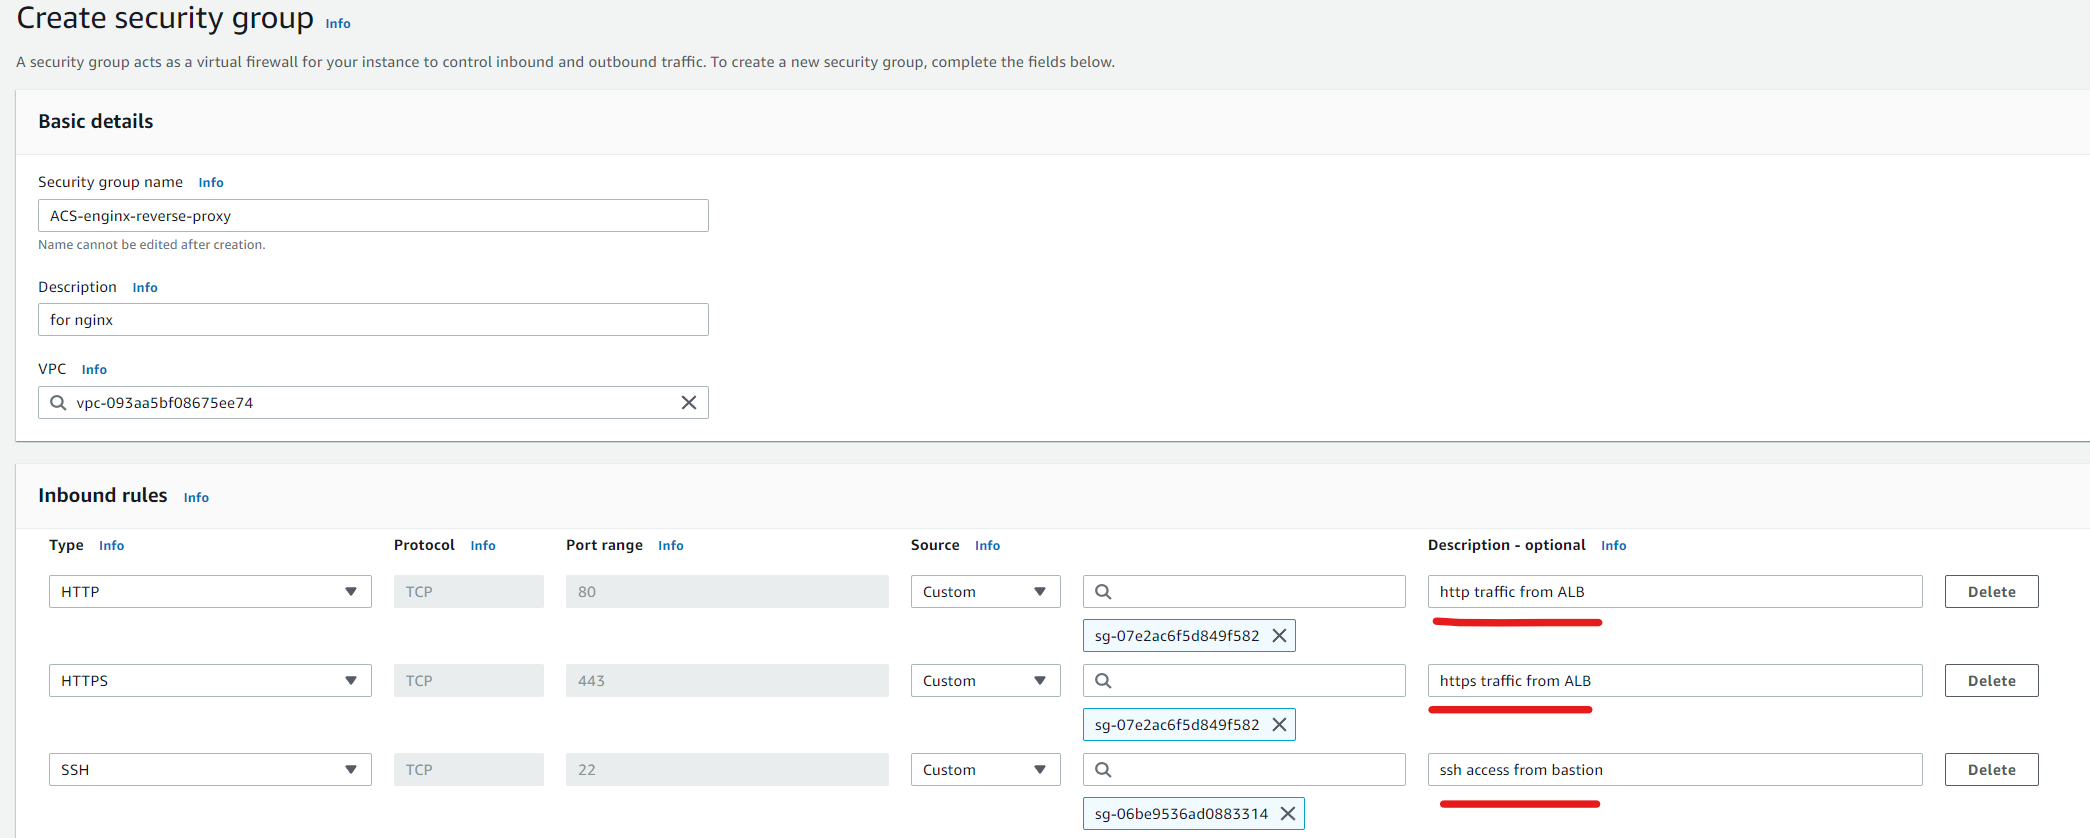 Create security group Info
A security group acts as a virtual firewall for your instance to control inbound and outbound traffic. To create a new security group, complete the fields below.
Basic details
Security group name Info
ACS-enginx-reverse-proxy
Name cannot be edited after creation.
Description Info
for nginx
VPC Info
vpc-093aa5bf08675ee74
Inbound rules Info
Type Info Protocol Info Port range Info Source Info Description - optional Info
HTTP TCP 80 Custom http traffic from ALB Delete
sg-07e2ac6f5d849f582
HTTPS TCP 443 Custom https traffic from ALB Delete
sg-07e2ac6f5d849f582
SSH TCP 22 Custom ssh access from bastion Delete
sg-06be9536ad0883314